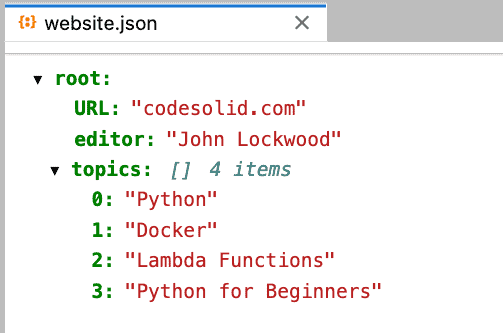 {:} website.json ×
▼ root:
URL: "codesolid.com"
editor: "John Lockwood"
▼ topics: [] 4 items
0: "Python"
1: "Docker"
2: "Lambda Functions"
3: "Python for Beginners"